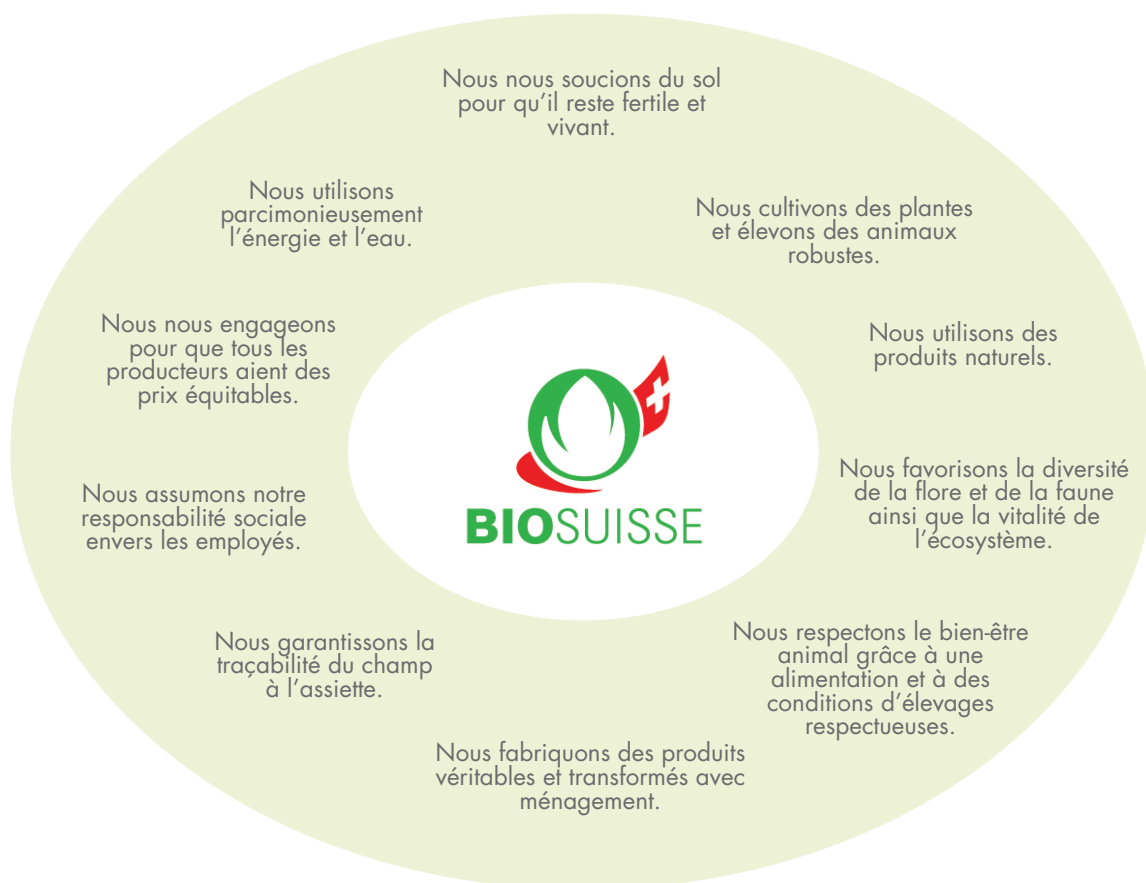 Nous nous soucions du sol
pour qu’il reste fertile et
vivant.
Nous utilisons
parcimonieusement
l’énergie et l’eau.
Nous cultivons des plantes
et élevons des animaux
robustes.
Nous nous engageons
pour que tous les
producteurs aient des
prix équitables.
Nous utilisons des
produits naturels.
BIOSUISSE
Nous assumons notre
responsabilité sociale
envers les employés.
Nous favorisons la diversité
de la flore et de la faune
ainsi que la vitalité de
l’écosystème.
Nous garantissons la
traçabilité du champ
à l’assiette.
Nous respectons le bien-être
animal grâce à une
alimentation et à des
conditions d’élevages
respectueuses.
Nous fabriquons des produits
véritables et transformés avec
ménagement.